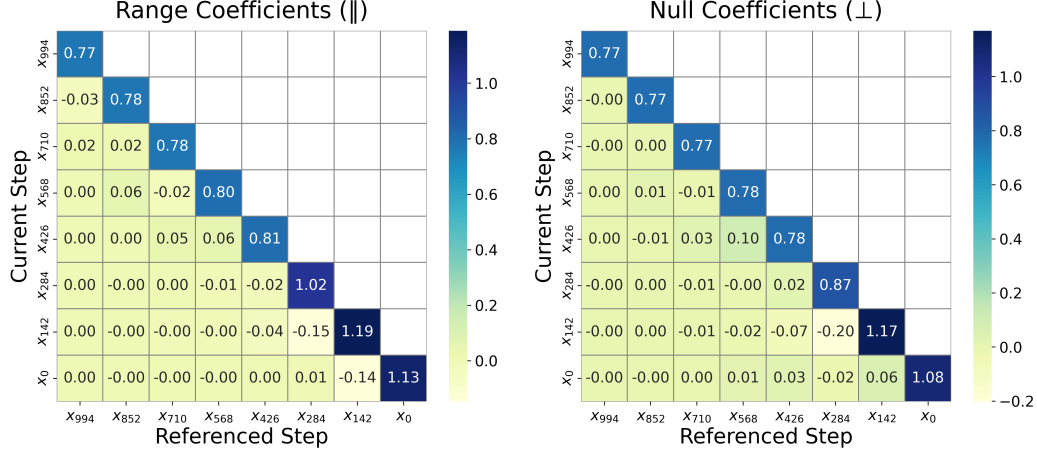 Range Coefficients (∥)
Current Step
x994 0.77
x852 -0.03 0.78
x710 0.02 0.02 0.78
x568 0.00 0.06 -0.02 0.80
x426 0.00 0.00 0.05 0.06 0.81
x284 0.00 -0.00 0.00 -0.01 -0.02 1.02
x142 0.00 -0.00 -0.00 -0.00 -0.04 -0.15 1.19
x0 0.00 -0.00 -0.00 -0.00 0.00 0.01 -0.14 1.13
x994 x852 x710 x568 x426 x284 x142 x0
Referenced Step
1.0
0.8
0.6
0.4
0.2
0.0
Null Coefficients (⊥)
Current Step
x994 0.77
x852 -0.00 0.77
x710 -0.00 0.00 0.77
x568 -0.00 0.01 -0.01 0.78
x426 0.00 -0.01 0.03 0.10 0.78
x284 -0.00 0.00 -0.01 -0.00 0.02 0.87
x142 -0.00 0.00 -0.01 -0.02 -0.07 -0.20 1.17
x0 -0.00 -0.00 0.00 0.01 0.03 -0.02 0.06 1.08
x994 x852 x710 x568 x426 x284 x142 x0
Referenced Step
1.0
0.8
0.6
0.4
0.2
0.0
−0.2